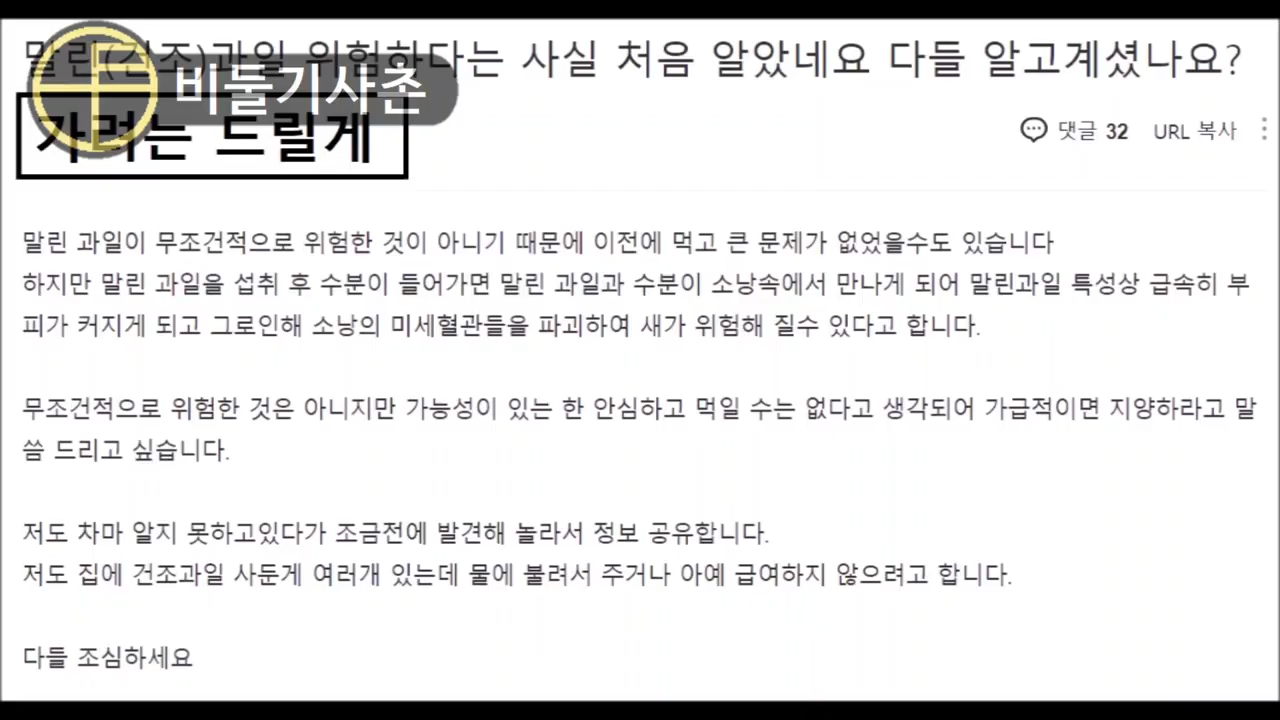 말린(건조)과일 위험하다는 사실 처음 알았네요 다들 알고계셨나요?
비둘기사촌
가려는 드릴게
댓글 32 URL 복사
말린 과일이 무조건적으로 위험한 것이 아니기 때문에 이전에 먹고 큰 문제가 없었을수도 있습니다
하지만 말린 과일을 섭취 후 수분이 들어가면 말린 과일과 수분이 소낭속에서 만나게 되어 말린과일 특성상 급속히 부
피가 커지게 되고 그로인해 소낭의 미세혈관들을 파괴하여 새가 위험해 질수 있다고 합니다.
무조건적으로 위험한 것은 아니지만 가능성이 있는 한 안심하고 먹일 수는 없다고 생각되어 가급적이면 지양하라고 말
씀 드리고 싶습니다.
저도 차마 알지 못하고있다가 조금전에 발견해 놀라서 정보 공유합니다.
저도 집에 건조과일 사둔게 여러개 있는데 물에 불려서 주거나 아예 급여하지 않으려고 합니다.
다들 조심하세요